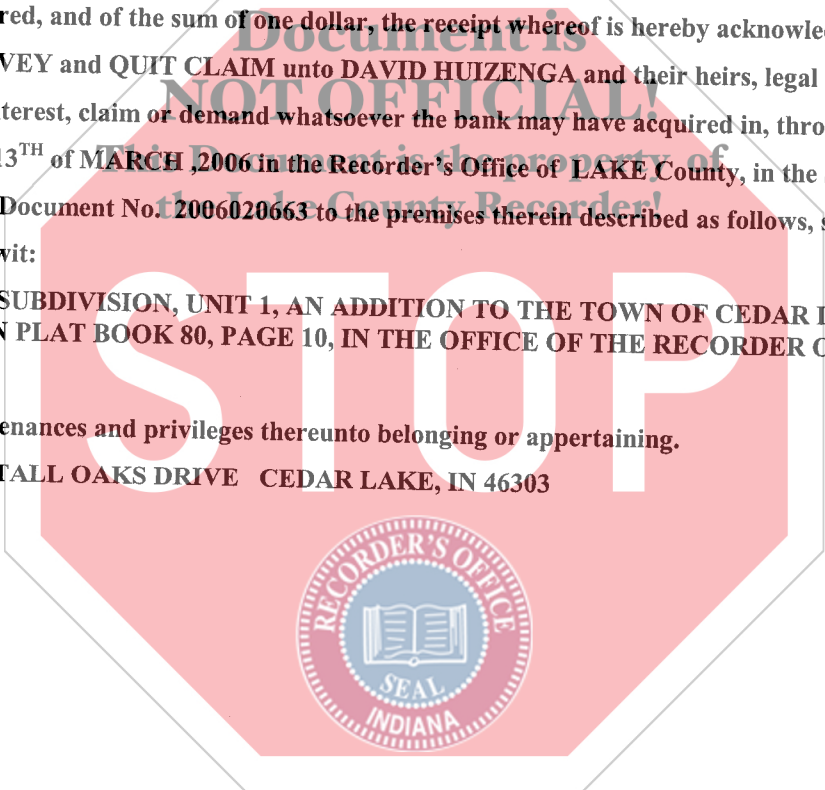 Document is
red, and of the sum of one dollar, the receipt whereof is hereby acknowle
VEY and QUIT CLAIM unto DAVID HUIZENGA and their heirs, legal
NOT OFFICIAL!
terest, claim or demand whatsoever the bank may have acquired in, thro
This Document is the property of
3TH of MARCH ,2006 in the Recorder's Office of LAKE County, in the
the Lake County Recorder!
Document No. 2006020663 to the premises therein described as follows, s
wit:
SUBDIVISION, UNIT 1, AN ADDITION TO THE TOWN OF CEDAR L
N PLAT BOOK 80, PAGE 10, IN THE OFFICE OF THE RECORDER O
STOP
enances and privileges thereunto belonging or appertaining.
TALL OAKS DRIVE CEDAR LAKE, IN 46303
RECORDER'S OFFICE
SEAL
INDIANA